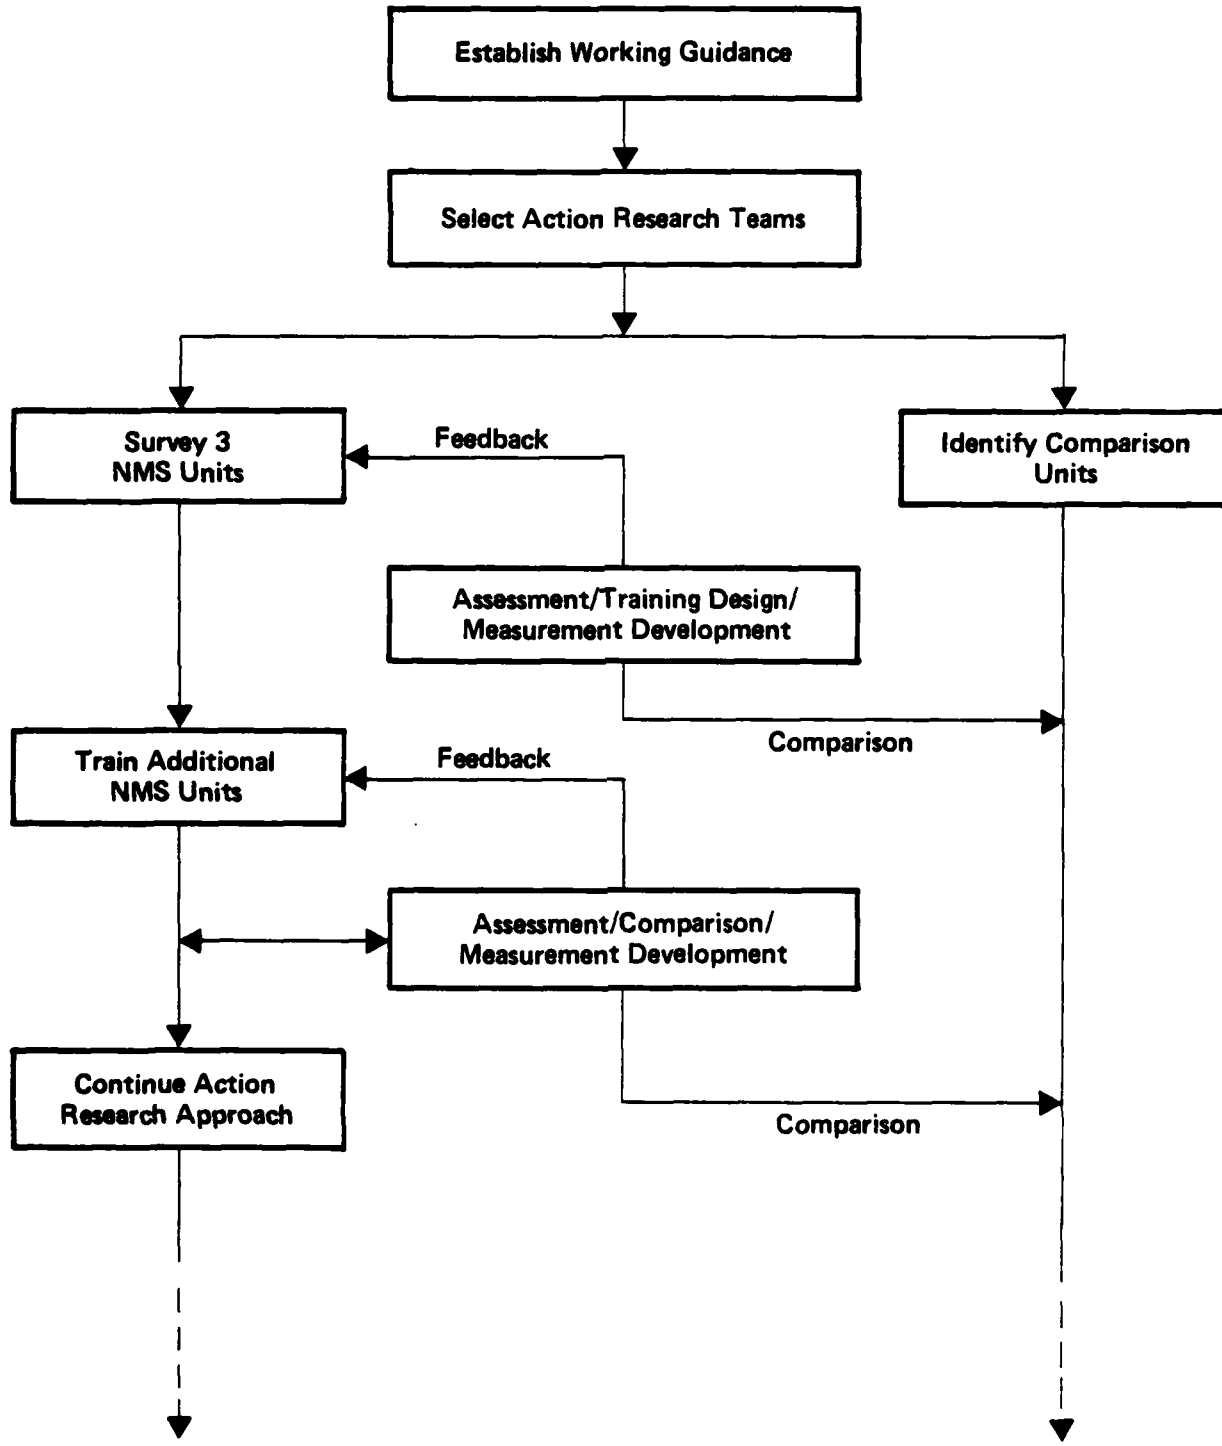 Establish Working Guidance
Select Action Research Teams
Survey 3
NMS Units
Feedback
Identify Comparison
Units
Assessment/Training Design/
Measurement Development
Comparison
Train Additional
NMS Units
Feedback
Assessment/Comparison/
Measurement Development
Continue Action
Research Approach
Comparison